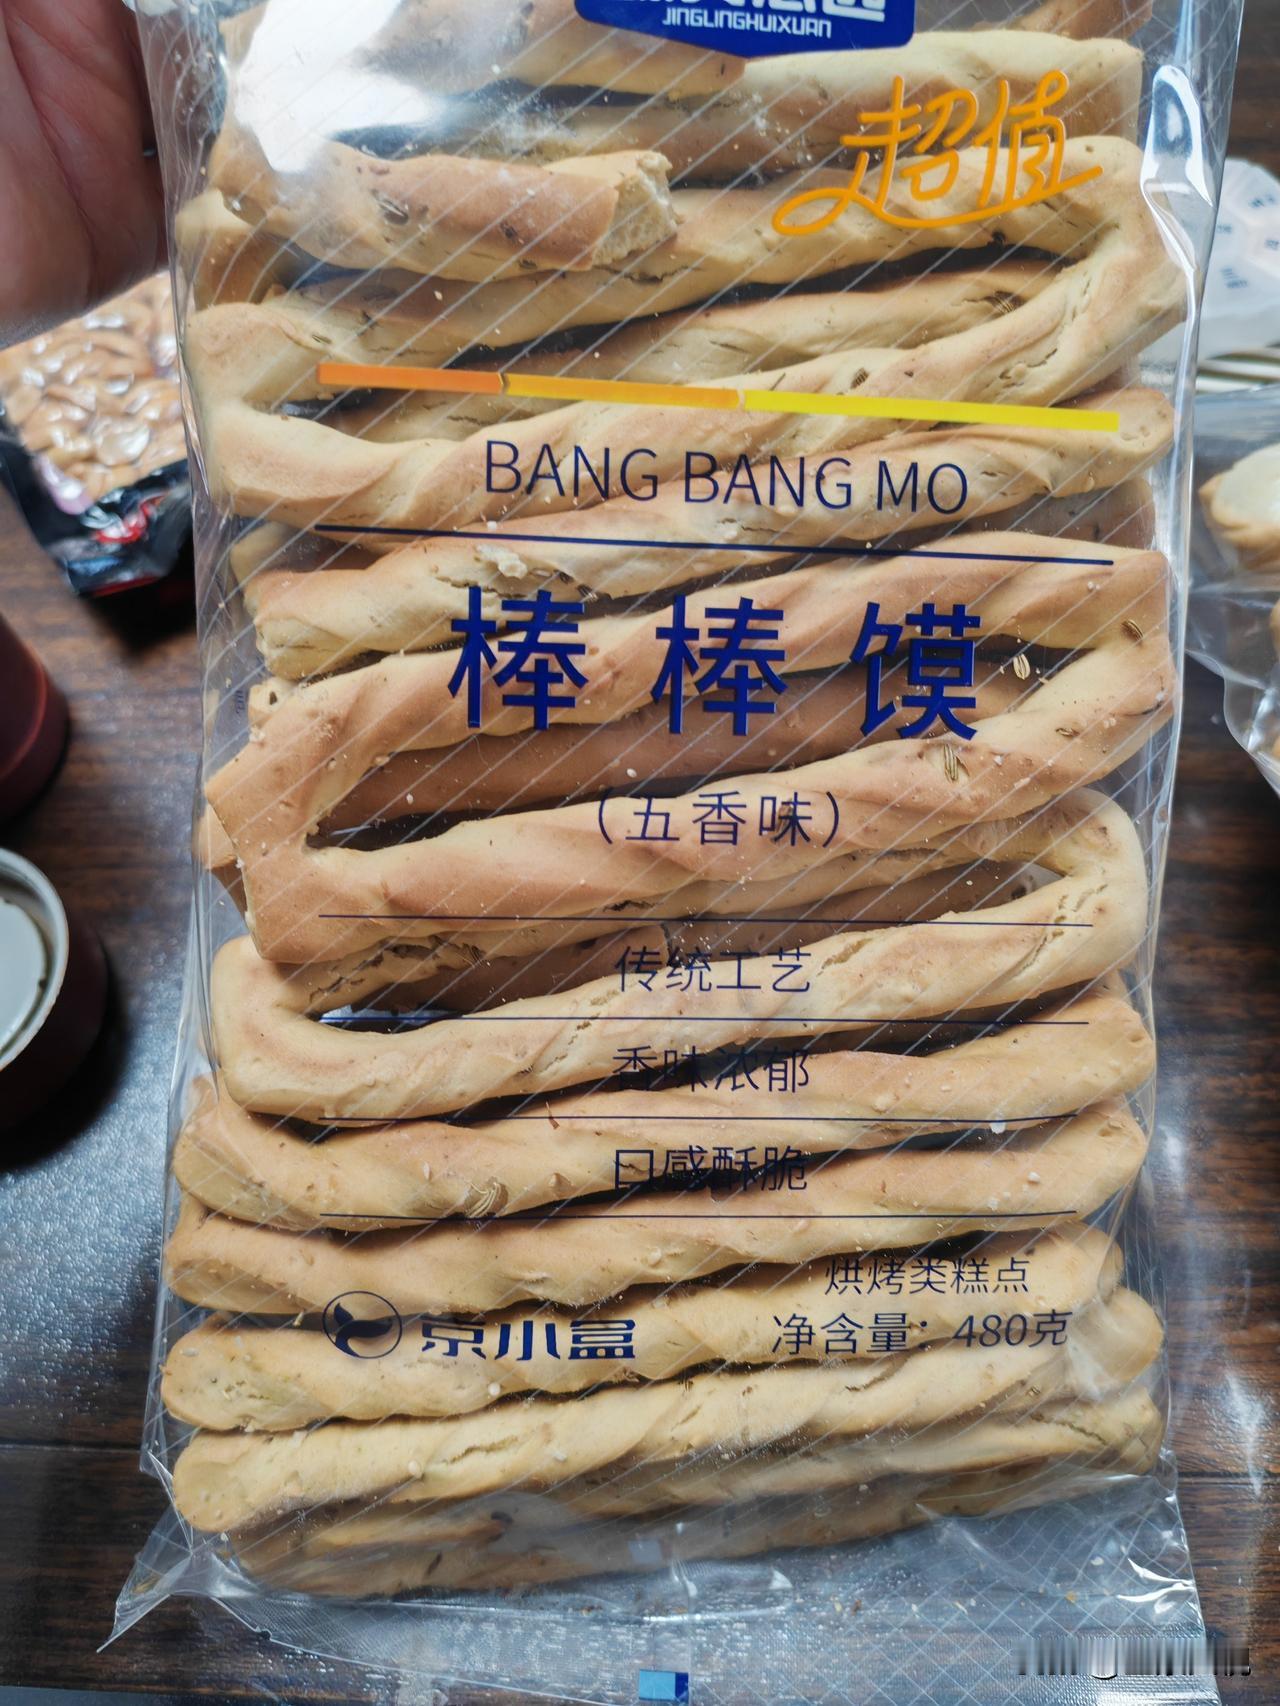 JINGLINGHUIXUAN
超值
BANG BANG MO
棒棒馍
（五香味）
传统工艺
香味浓郁
口感酥脆
烘烤类糕点
京小盒
净含量：480克